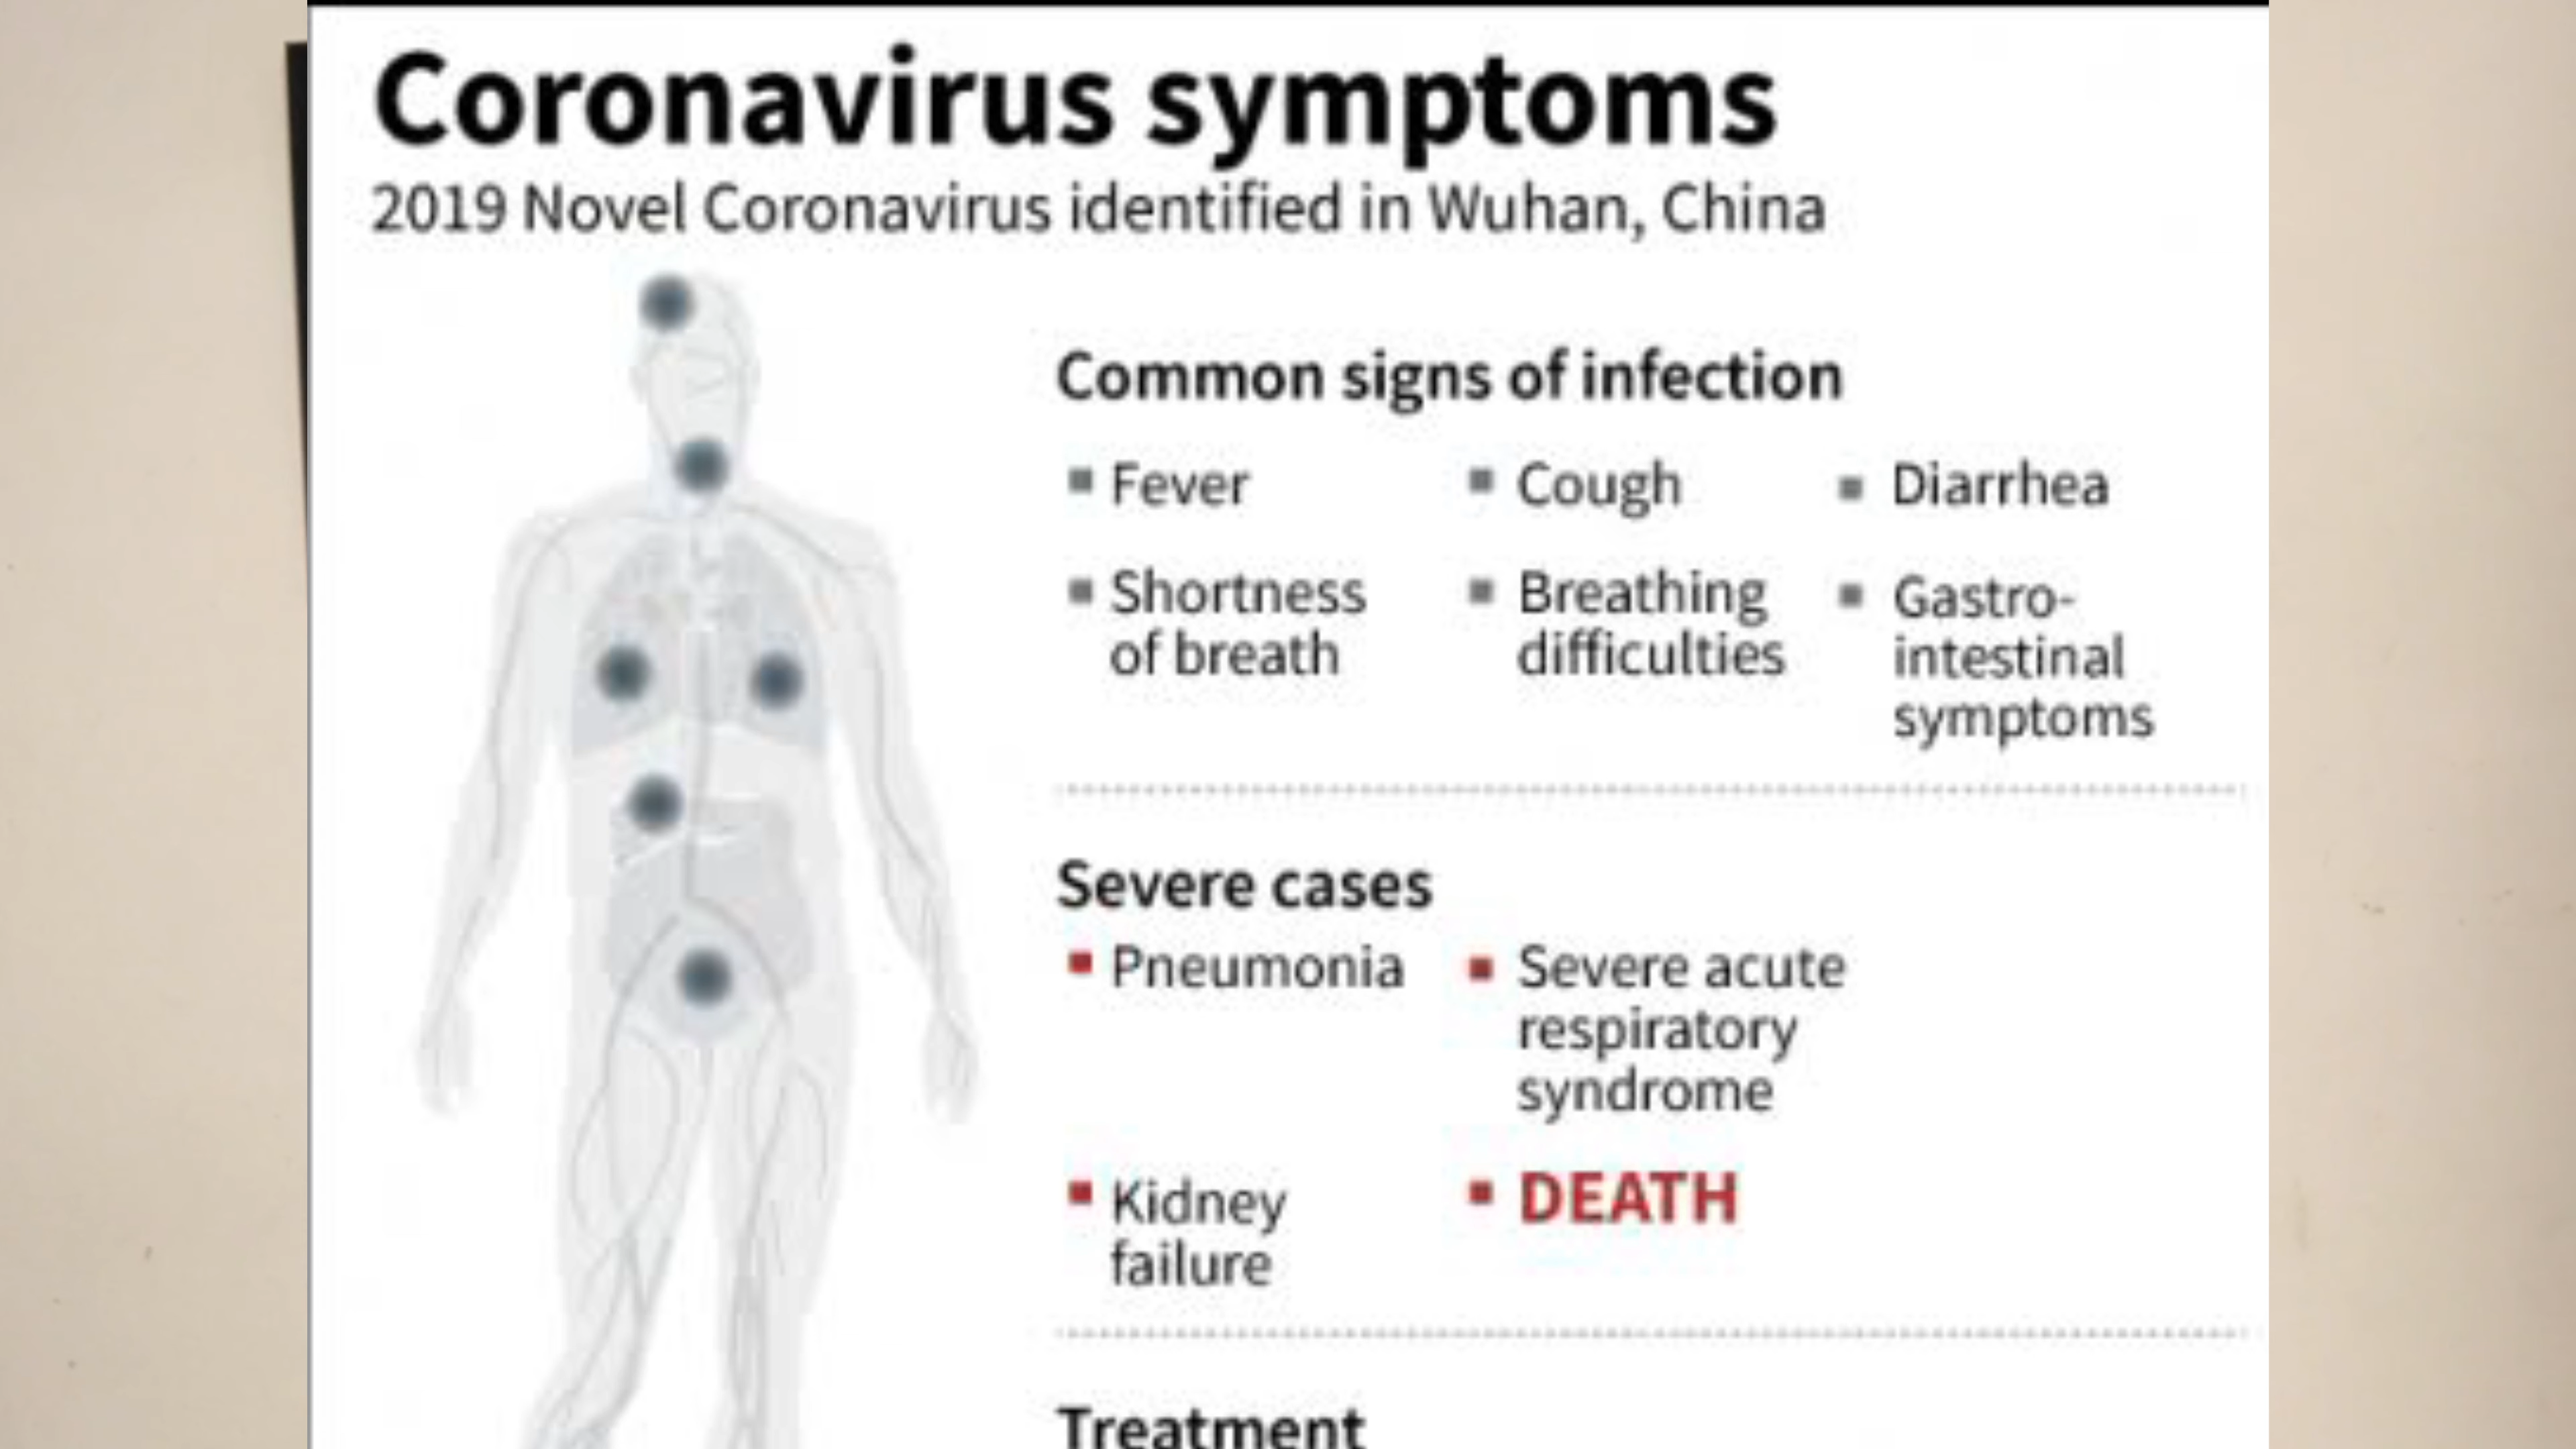 Coronavirus symptoms
2019 Novel Coronavirus identified in Wuhan, China
Common signs of infection
Fever
Cough
Diarrhea
Shortness
of breath
Breathing
difficulties
Gastro-
intestinal
symptoms
Severe cases
Pneumonia
Severe acute
respiratory
syndrome
Kidney
failure
DEATH
Treatment